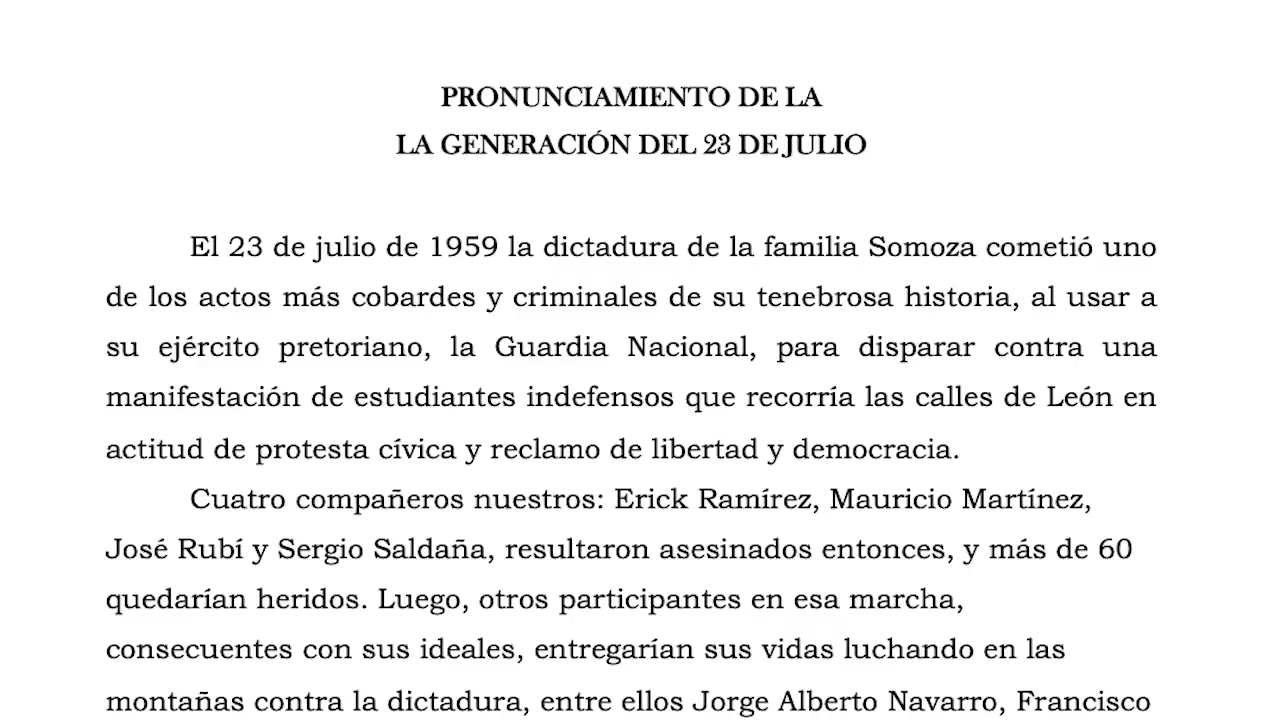 PRONUNCIAMIENTO DE LA
LA GENERACIÓN DEL 23 DE JULIO
El 23 de julio de 1959 la dictadura de la familia Somoza cometió uno
de los actos más cobardes y criminales de su tenebrosa historia, al usar a
su ejército pretoriano, la Guardia Nacional, para disparar contra una
manifestación de estudiantes indefensos que recorría las calles de León en
actitud de protesta cívica y reclamo de libertad y democracia.
Cuatro compañeros nuestros: Erick Ramírez, Mauricio Martínez,
José Rubí y Sergio Saldaña, resultaron asesinados entonces, y más de 60
quedarían heridos. Luego, otros participantes en esa marcha,
consecuentes con sus ideales, entregarían sus vidas luchando en las
montañas contra la dictadura, entre ellos Jorge Alberto Navarro, Francisco